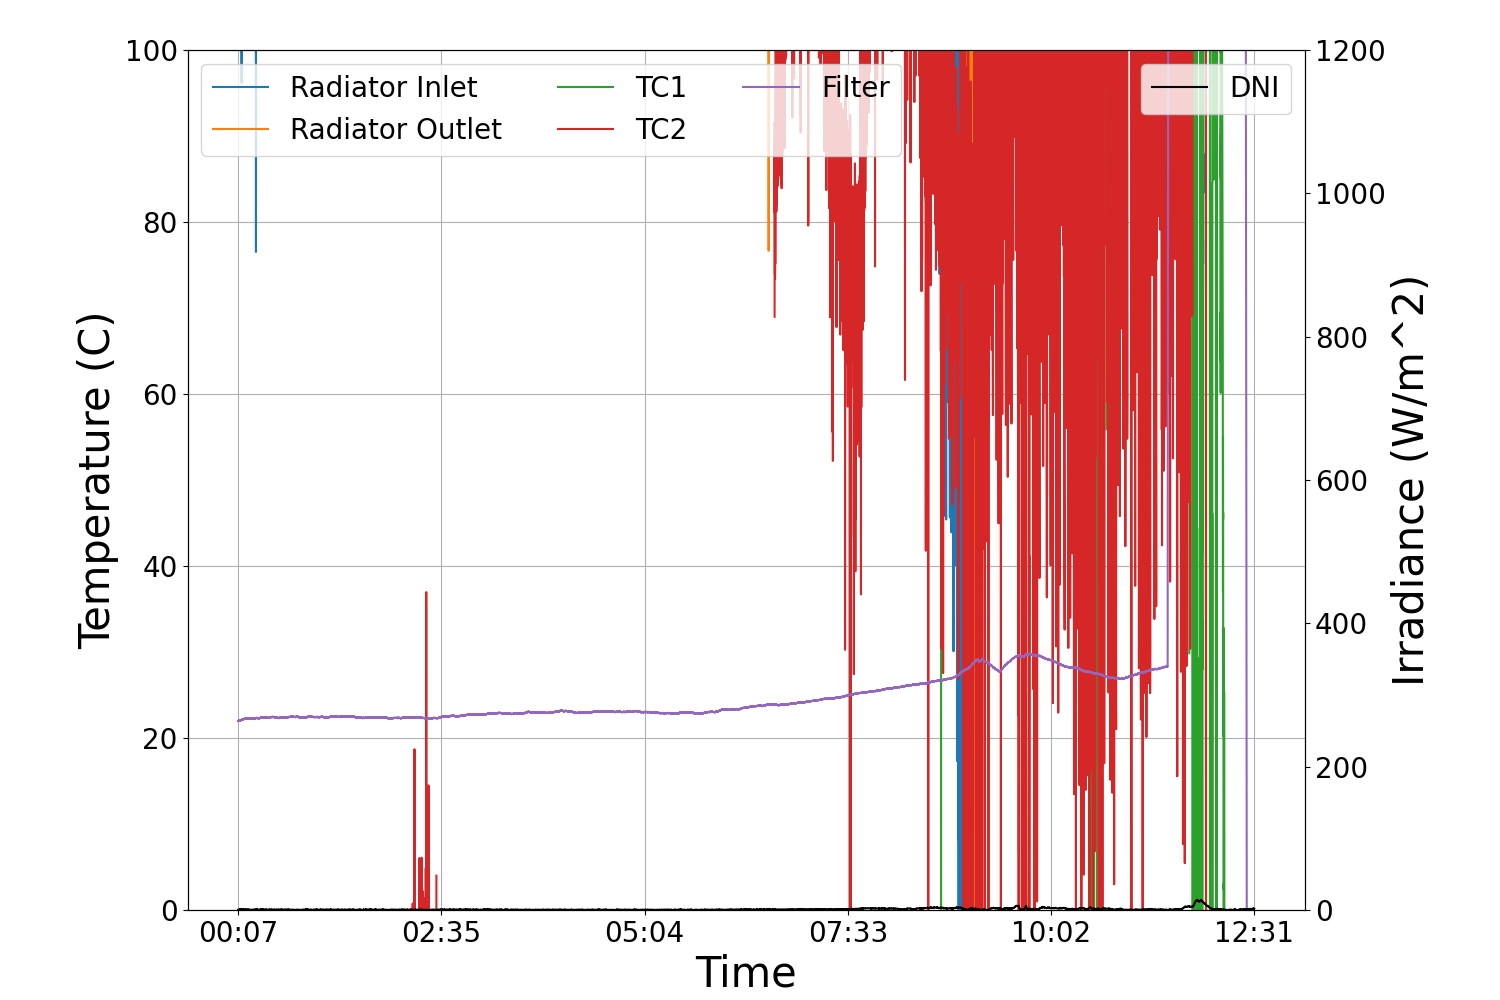 100
80
60
40
20
0
Temperature (C)
Radiator Inlet
Radiator Outlet
TC1
TC2
Filter
DNI
1200
1000
800
600
400
200
0
Irradiance (W/m^2)
00:07 02:35 05:04 07:33 10:02 12:31
Time